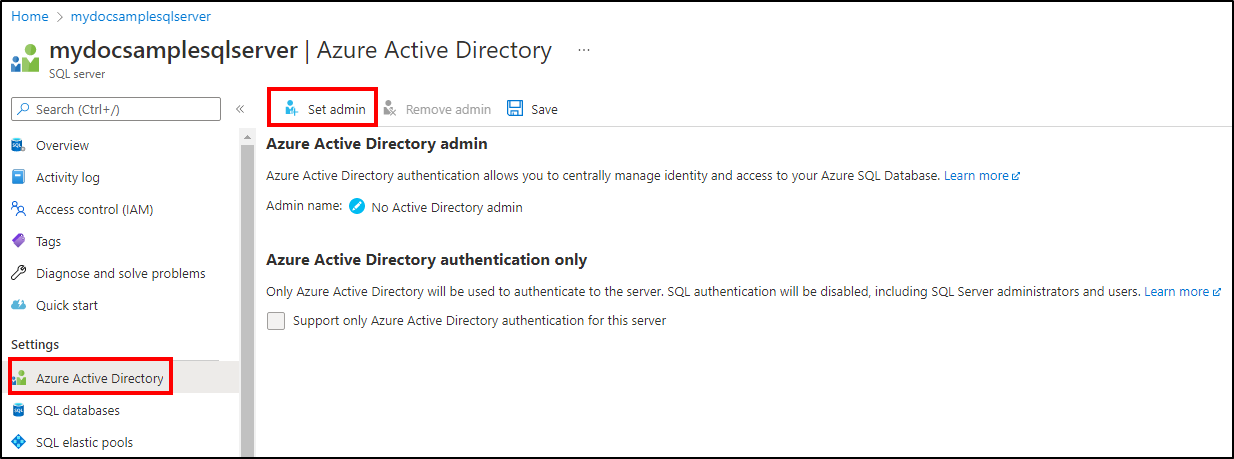 Home > mydocsamplesqlserver
mydocsamplesqlserver | Azure Active Directory ...
SQL server
Search (Ctrl+/) «
Set admin Remove admin Save
Overview
Activity log
Access control (IAM)
Tags
Diagnose and solve problems
Quick start
Settings
Azure Active Directory
SQL databases
SQL elastic pools
Azure Active Directory admin
Azure Active Directory authentication allows you to centrally manage identity and access to your Azure SQL Database. Learn more
Admin name: No Active Directory admin
Azure Active Directory authentication only
Only Azure Active Directory will be used to authenticate to the server. SQL authentication will be disabled, including SQL Server administrators and users. Learn more
Support only Azure Active Directory authentication for this server